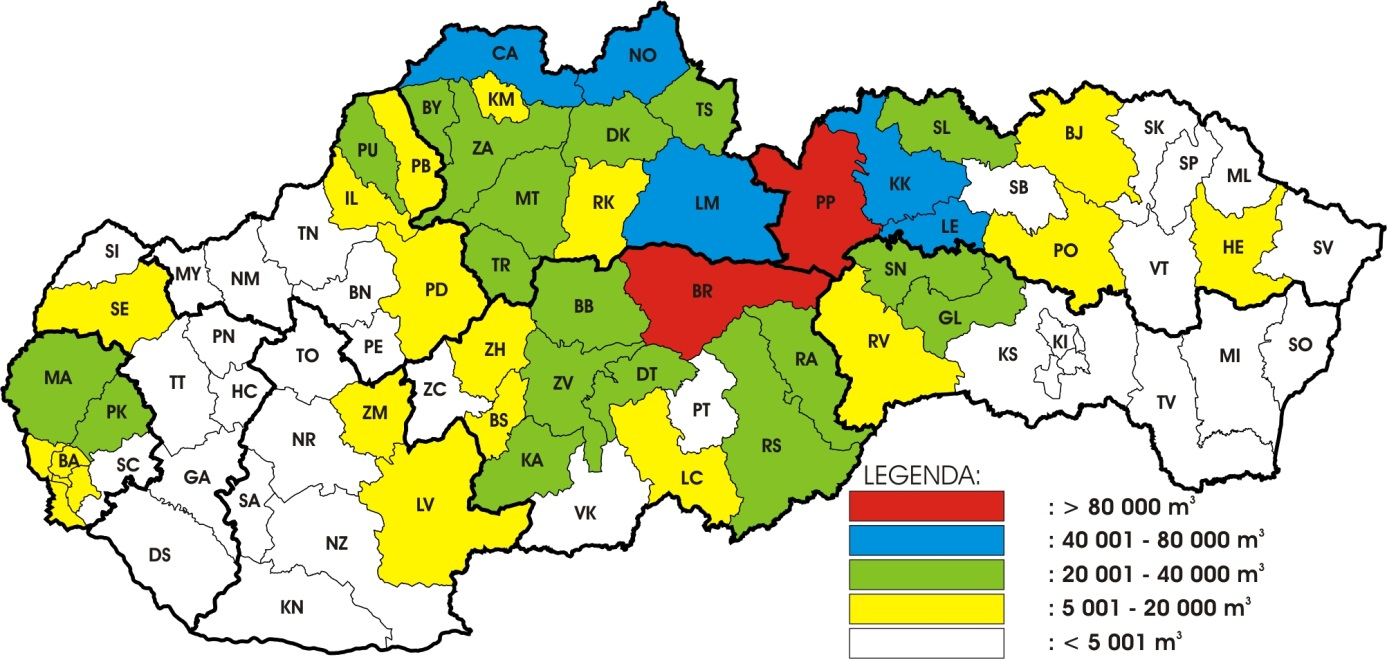 CA
NO
KM
BY
TS
PU
ZA
DK
PB
IL
MT
RK
LM
PP
SL
KK
LE
BJ
SK
SP
ML
SB
PO
VT
HE
SV
SI
MY
NM
TN
BN
PD
TR
SE
PN
PE
TO
BB
BR
SN
GL
RV
KS
KI
MI
SO
TV
MA
PK
TT
HC
ZH
ZC
ZM
BS
ZV
DT
RA
PT
BA
SC
GA
NR
SA
KA
LC
RS
VK
LV
NZ
DS
KN
LEGENDA:
: > 80 000 m³
: 40 001 - 80 000 m³
: 20 001 - 40 000 m³
: 5 001 - 20 000 m³
: < 5 001 m³